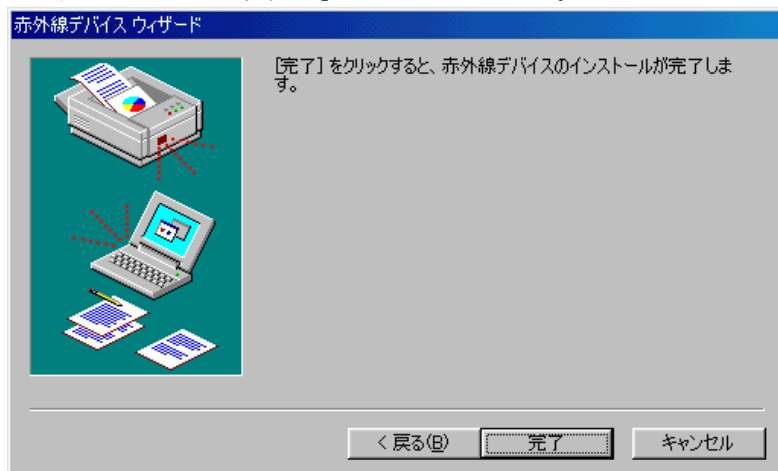 赤外線デバイス ウィザード
[完了] をクリックすると、赤外線デバイスのインストールが完了しま
す。
< 戻る(B)
完了
キャンセル